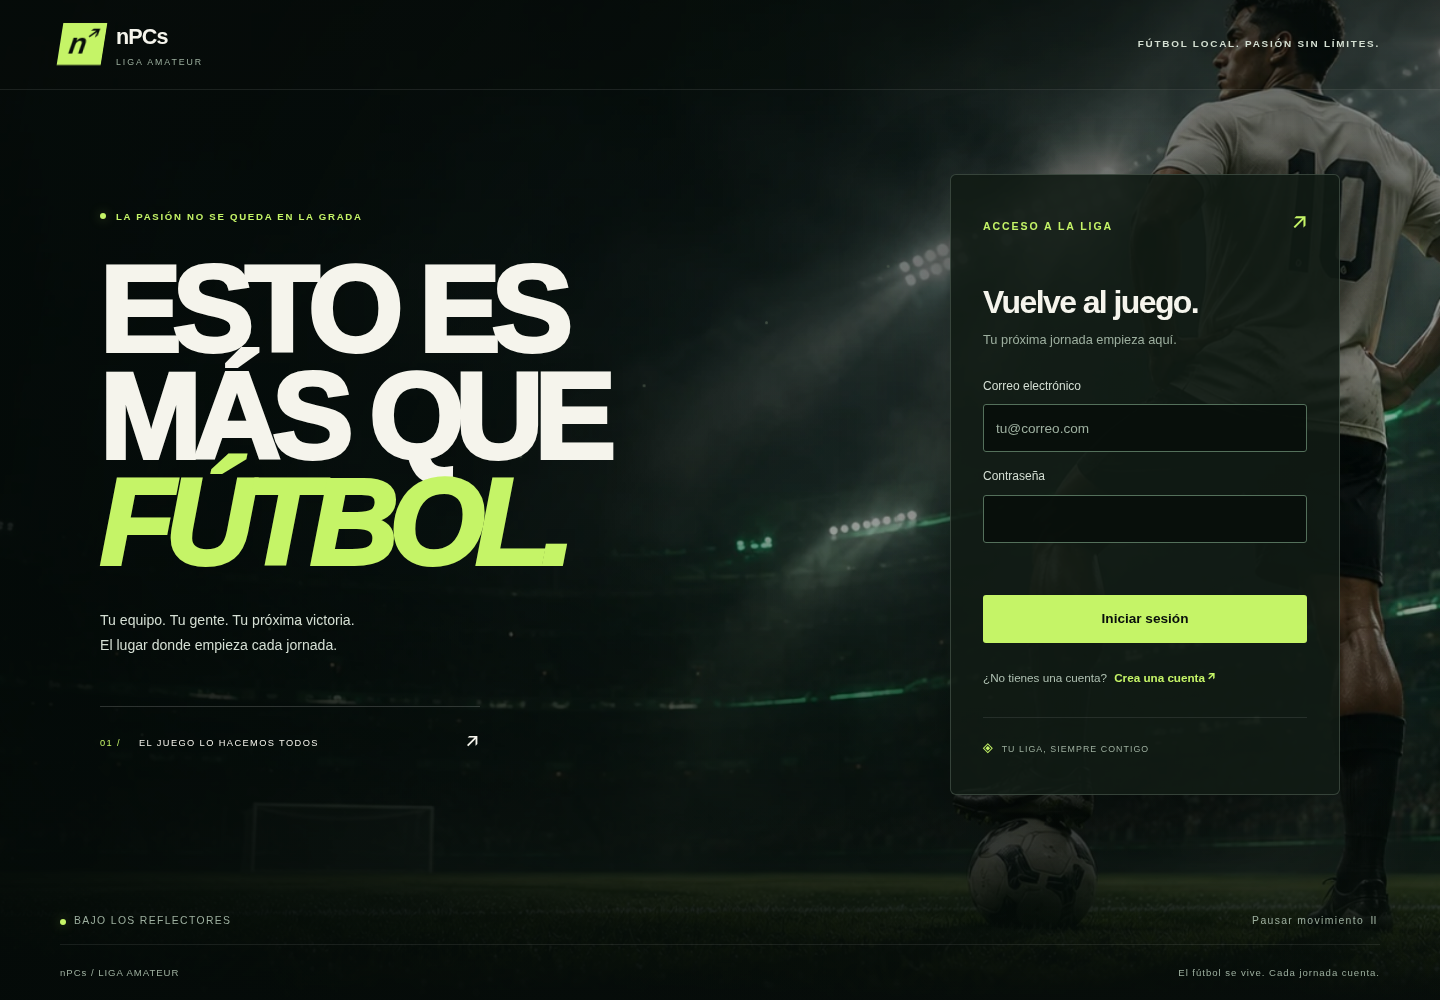 n
nPCs
LIGA AMATEUR
FÚTBOL LOCAL. PASIÓN SIN LÍMITES.
LA PASIÓN NO SE QUEDA EN LA GRADA
ESTO ES
MÁS QUE
FÚTBOL.
Tu equipo. Tu gente. Tu próxima victoria.
El lugar donde empieza cada jornada.
01 / EL JUEGO LO HACEMOS TODOS
10
ACCESO A LA LIGA
Vuelve al juego.
Tu próxima jornada empieza aquí.
Correo electrónico
tu@correo.com
Contraseña
Iniciar sesión
¿No tienes una cuenta? Crea una cuenta
TU LIGA, SIEMPRE CONTIGO
BAJO LOS REFLECTORES
Pausar movimiento
nPCs / LIGA AMATEUR
El fútbol se vive. Cada jornada cuenta.